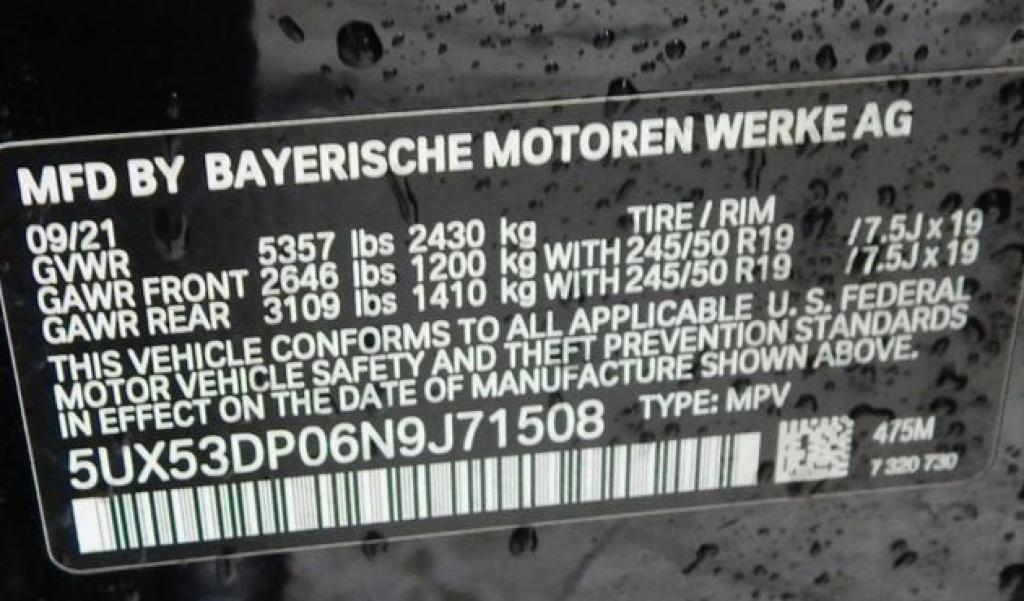 MFD BY BAYERISCHE MOTOREN WERKE AG
09/21 TIRE / RIM
GVWR 5357 lbs 2430 kg
GAWR FRONT 2646 lbs 1200 kg WITH 245/50 R19 / 7.5J x 19
GAWR REAR 3109 lbs 1410 kg WITH 245/50 R19 / 7.5J x 19
THIS VEHICLE CONFORMS TO ALL APPLICABLE U. S. FEDERAL
MOTOR VEHICLE SAFETY AND THEFT PREVENTION STANDARDS
IN EFFECT ON THE DATE OF MANUFACTURE SHOWN ABOVE.
5UX53DP06N9J71508 TYPE: MPV
475M
7 320 730